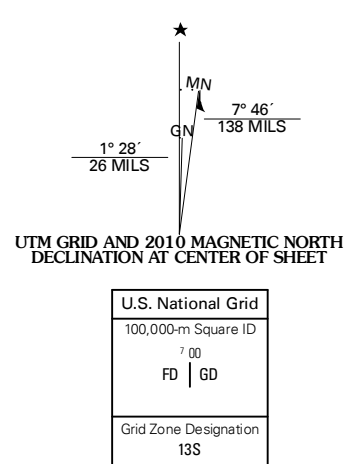 ★
MN
7° 46´
138 MILS
GN
1° 28´
26 MILS
UTM GRID AND 2010 MAGNETIC NORTH
DECLINATION AT CENTER OF SHEET
U.S. National Grid
100,000-m Square ID
7 00
FD | GD
Grid Zone Designation
13S